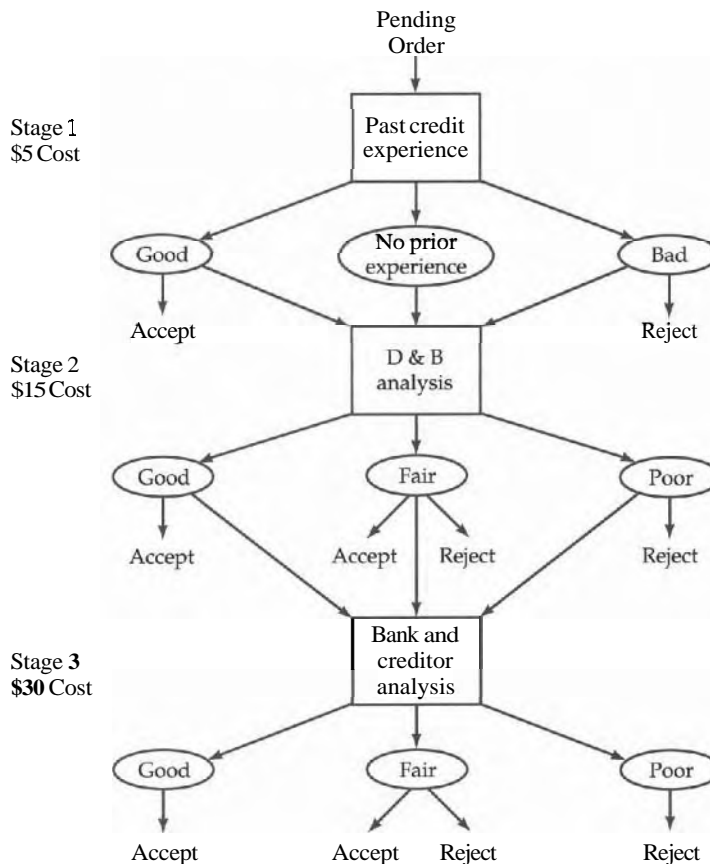 Pending
Order
Stage 1
$5 Cost
Past credit
experience
Good
No prior
experience
Bad
Accept
Reject
Stage 2
$15 Cost
D & B
analysis
Good
Fair
Poor
Accept
Accept
Reject
Reject
Stage 3
$30 Cost
Bank and
creditor
analysis
Good
Fair
Poor
Accept
Accept
Reject
Reject